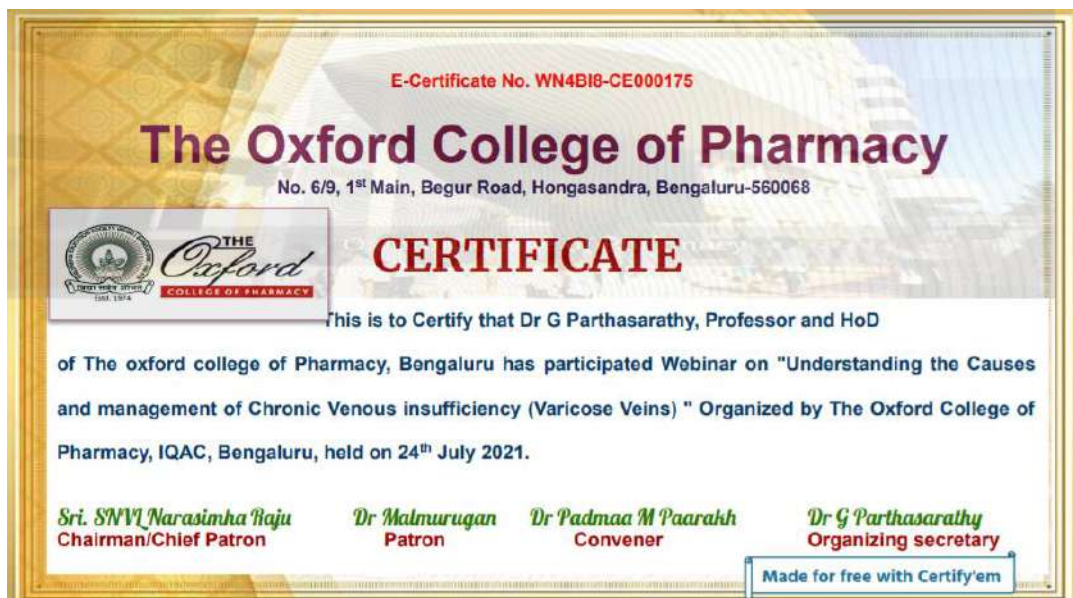 E-Certificate No. WN4BI8-CE000175
The Oxford College of Pharmacy
No. 6/9, 1st Main, Begur Road, Hongasandra, Bengaluru-560068
THE
Oxford
COLLEGE OF PHARMACY
Estd. 1974
CERTIFICATE
This is to Certify that Dr G Parthasarathy, Professor and HoD
of The oxford college of Pharmacy, Bengaluru has participated Webinar on "Understanding the Causes
and management of Chronic Venous insufficiency (Varicose Veins) " Organized by The Oxford College of
Pharmacy, IQAC, Bengaluru, held on 24th July 2021.
Sri. SNVL Narasimha Raju Dr Malmurugan Dr Padmaa M Paarakh Dr G Parthasarathy
Chairman/Chief Patron Patron Convener Organizing secretary
Made for free with Certify'em